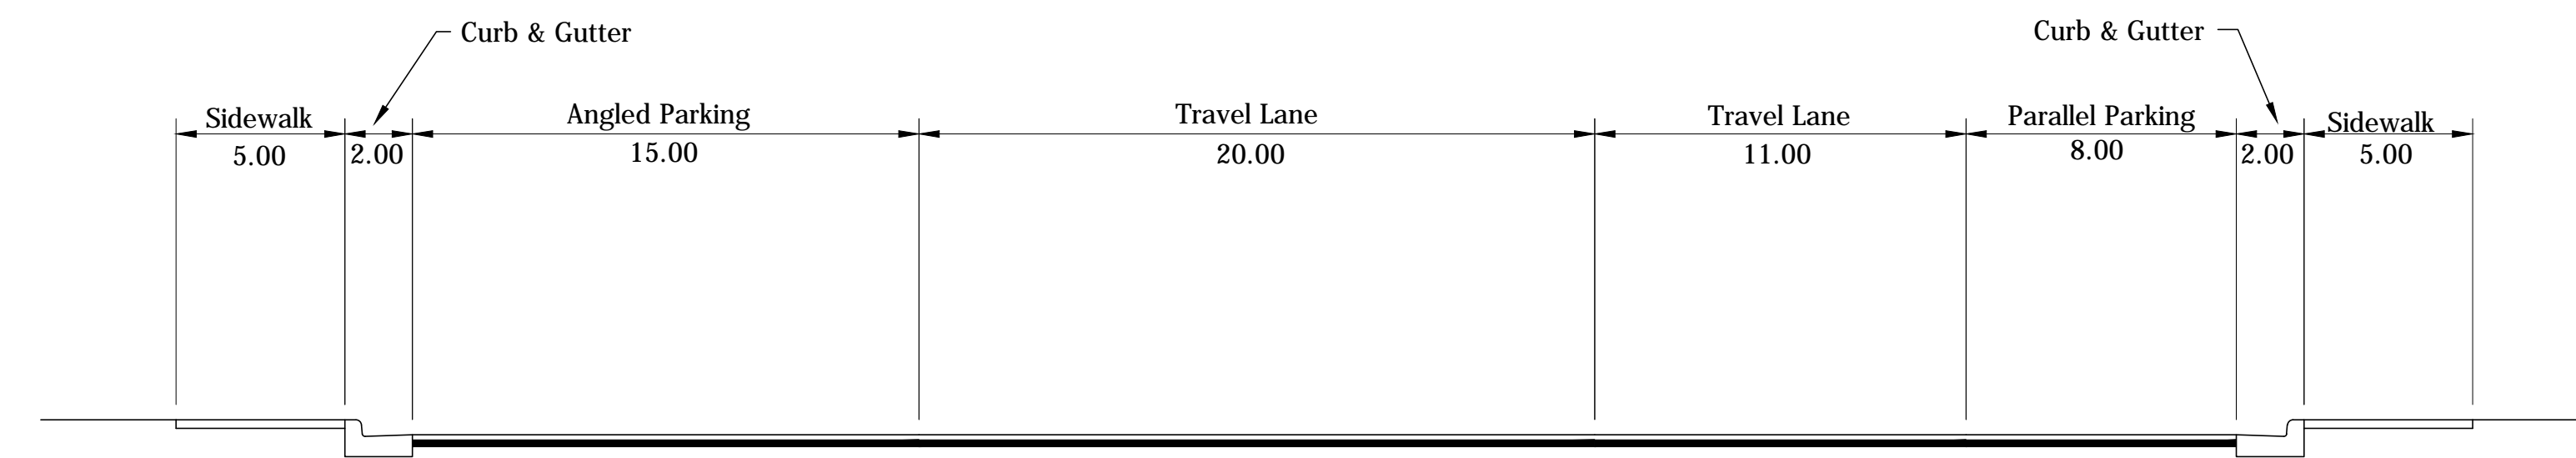 Curb & Gutter
Curb & Gutter
Sidewalk
Angled Parking
Travel Lane
Travel Lane
Parallel Parking
Sidewalk
5.00
2.00
15.00
20.00
11.00
8.00
2.00
5.00